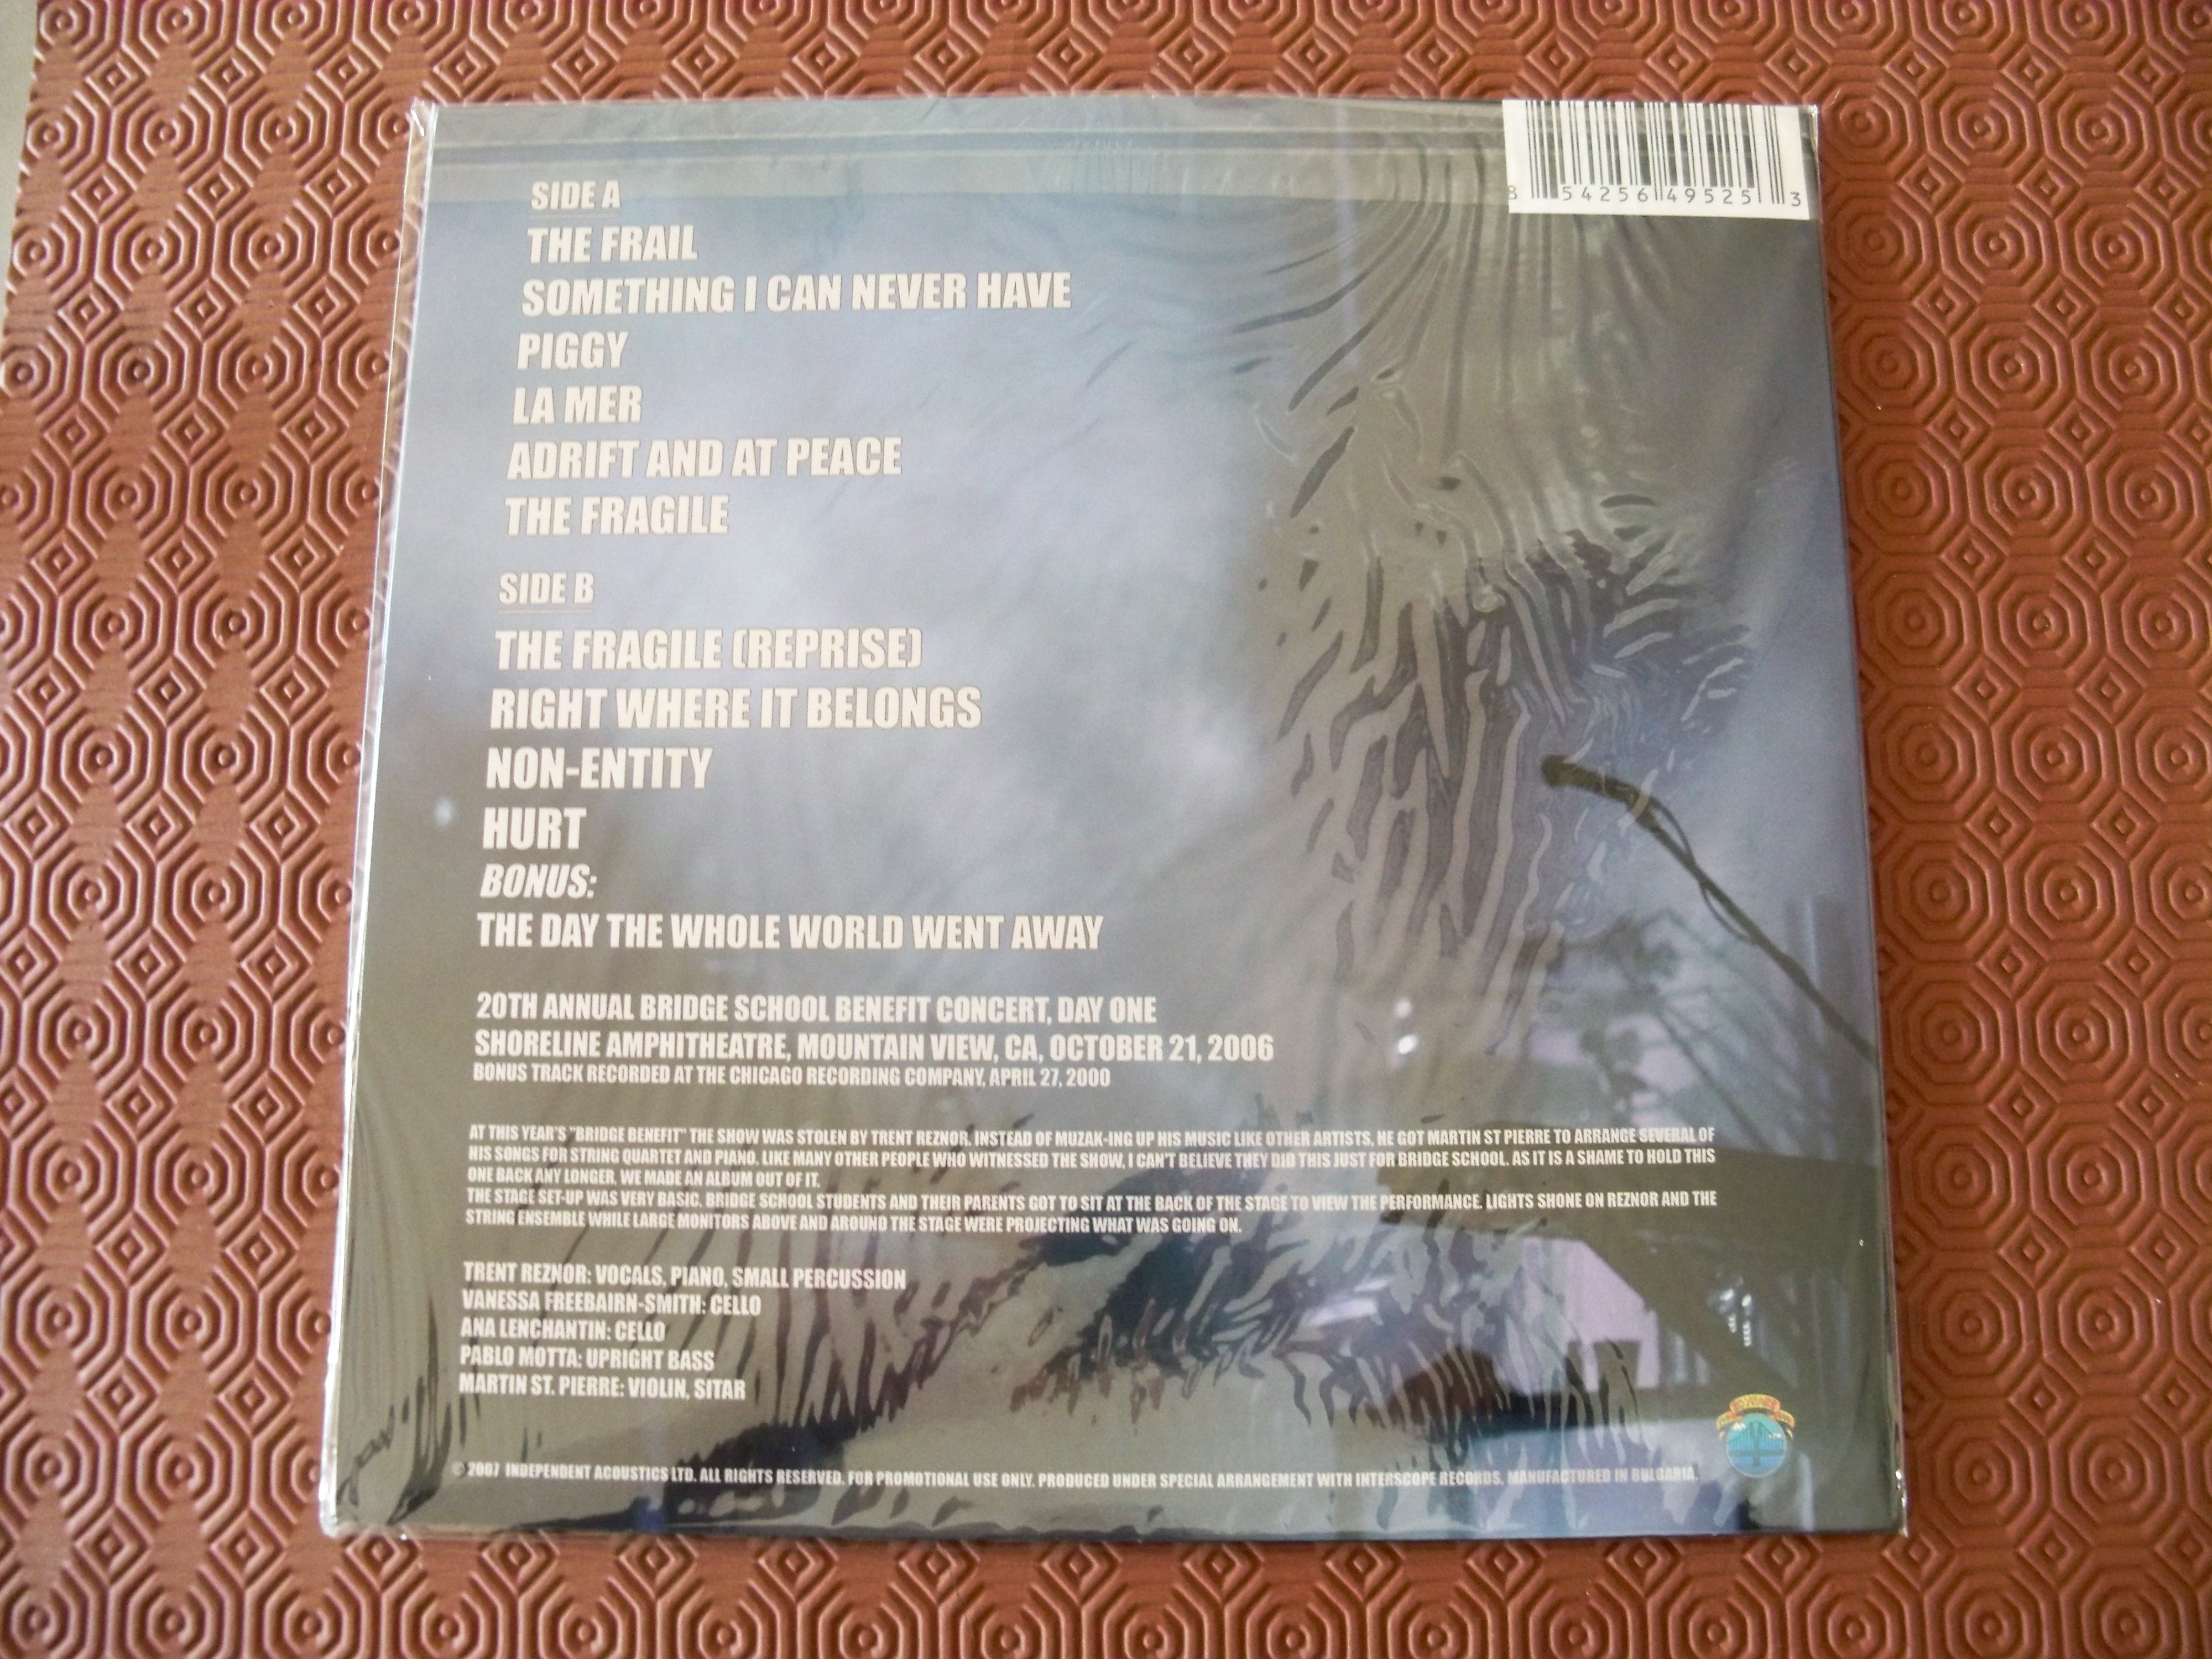 8 54256 49525 3
SIDE A
THE FRAIL
SOMETHING I CAN NEVER HAVE
PIGGY
LA MER
ADRIFT AND AT PEACE
THE FRAGILE
SIDE B
THE FRAGILE (REPRISE)
RIGHT WHERE IT BELONGS
NON-ENTITY
HURT
BONUS:
THE DAY THE WHOLE WORLD WENT AWAY
20TH ANNUAL BRIDGE SCHOOL BENEFIT CONCERT, DAY ONE
SHORELINE AMPHITHEATRE, MOUNTAIN VIEW, CA, OCTOBER 21, 2006
BONUS TRACK RECORDED AT THE CHICAGO RECORDING COMPANY, APRIL 27, 2000
AT THIS YEAR'S "BRIDGE BENEFIT" THE SHOW WAS STOLEN BY TRENT REZNOR. INSTEAD OF MUZAK-ING UP HIS MUSIC LIKE OTHER ARTISTS, HE GOT MARTIN ST PIERRE TO ARRANGE SEVERAL OF
HIS SONGS FOR STRING QUARTET AND PIANO. LIKE MANY OTHER PEOPLE WHO WITNESSED THE SHOW, I CAN'T BELIEVE THEY DID THIS JUST FOR BRIDGE SCHOOL. AS IT IS A SHAME TO HOLD THIS
ONE BACK ANY LONGER, WE MADE AN ALBUM OUT OF IT.
THE STAGE SET-UP WAS VERY BASIC. BRIDGE SCHOOL STUDENTS AND THEIR PARENTS GOT TO SIT AT THE BACK OF THE STAGE TO VIEW THE PERFORMANCE. LIGHTS SHONE ON REZNOR AND THE
STRING ENSEMBLE WHILE LARGE MONITORS ABOVE AND AROUND THE STAGE WERE PROJECTING WHAT WAS GOING ON.
TRENT REZNOR: VOCALS, PIANO, SMALL PERCUSSION
VANESSA FREEBAIRN-SMITH: CELLO
ANA LENCHANTIN: CELLO
PABLO MOTTA: UPRIGHT BASS
MARTIN ST. PIERRE: VIOLIN, SITAR
© 2007 INDEPENDENT ACOUSTICS LTD. ALL RIGHTS RESERVED. FOR PROMOTIONAL USE ONLY. PRODUCED UNDER SPECIAL ARRANGEMENT WITH INTERSCOPE RECORDS. MANUFACTURED IN BULGARIA.